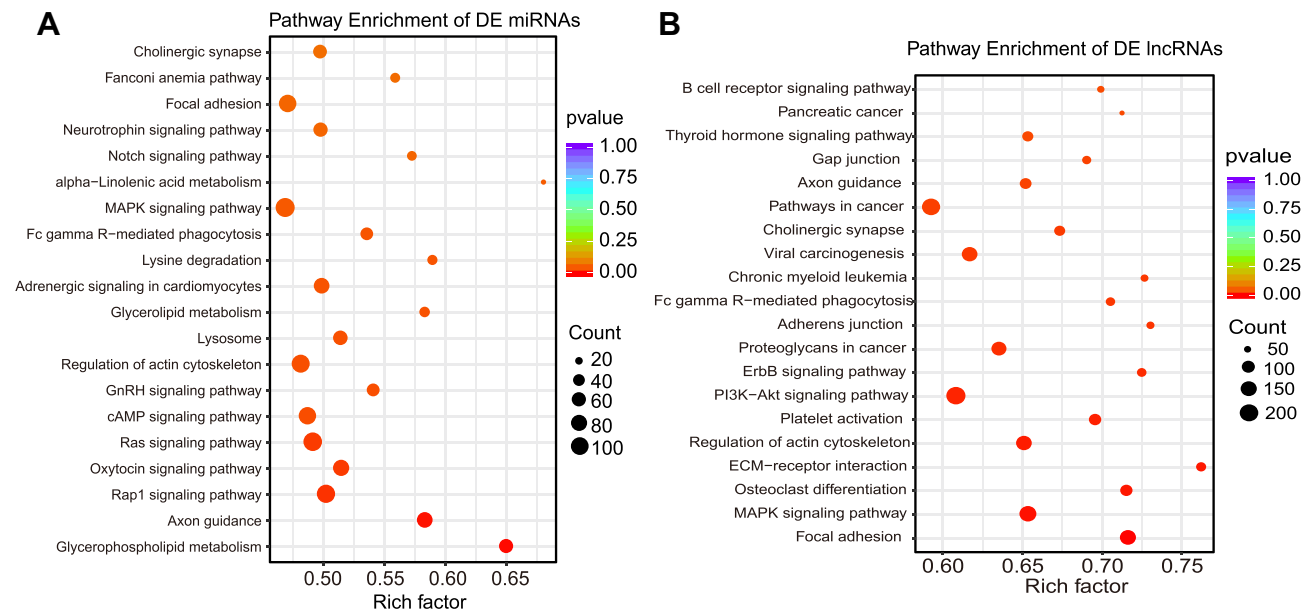 A
Pathway Enrichment of DE miRNAs
Cholinergic synapse
Fanconi anemia pathway
Focal adhesion
Neurotrophin signaling pathway
Notch signaling pathway
alpha−Linolenic acid metabolism
MAPK signaling pathway
Fc gamma R−mediated phagocytosis
Lysine degradation
Adrenergic signaling in cardiomyocytes
Glycerolipid metabolism
Lysosome
Regulation of actin cytoskeleton
GnRH signaling pathway
cAMP signaling pathway
Ras signaling pathway
Oxytocin signaling pathway
Rap1 signaling pathway
Axon guidance
Glycerophospholipid metabolism
0.50 0.55 0.60 0.65
Rich factor
pvalue
1.00
0.75
0.50
0.25
0.00
Count
20
40
60
80
100
B
Pathway Enrichment of DE lncRNAs
B cell receptor signaling pathway
Pancreatic cancer
Thyroid hormone signaling pathway
Gap junction
Axon guidance
Pathways in cancer
Cholinergic synapse
Viral carcinogenesis
Chronic myeloid leukemia
Fc gamma R−mediated phagocytosis
Adherens junction
Proteoglycans in cancer
ErbB signaling pathway
PI3K−Akt signaling pathway
Platelet activation
Regulation of actin cytoskeleton
ECM−receptor interaction
Osteoclast differentiation
MAPK signaling pathway
Focal adhesion
0.60 0.65 0.70 0.75
Rich factor
pvalue
1.00
0.75
0.50
0.25
0.00
Count
50
100
150
200